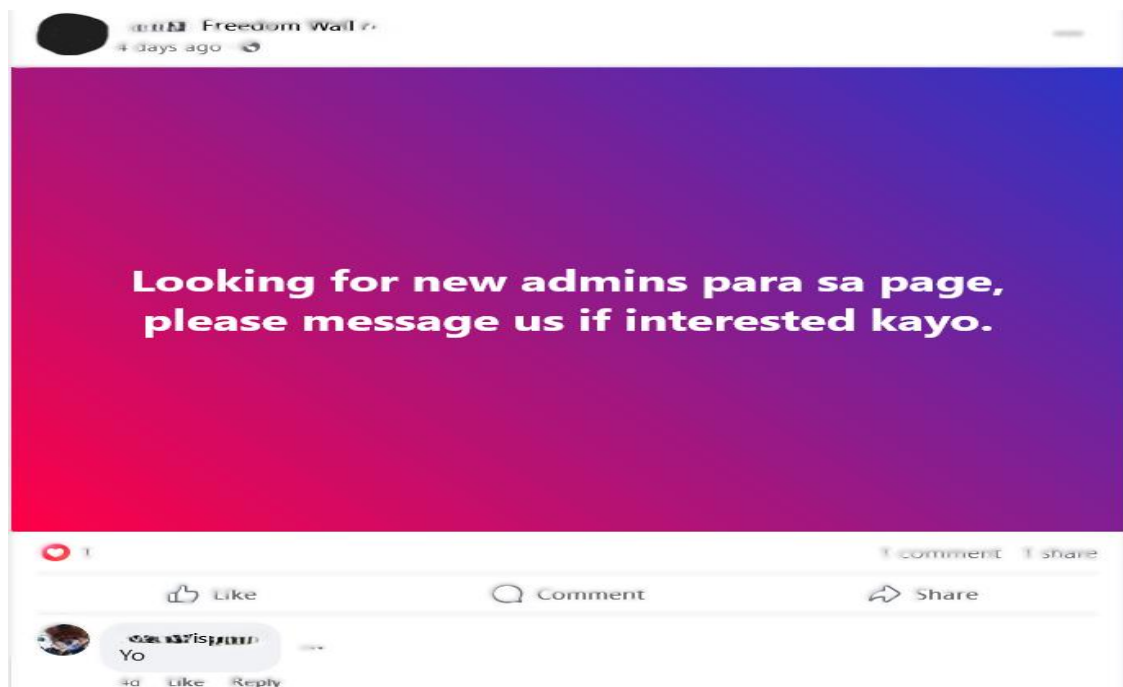 Freedom Wall
4 days ago
Looking for new admins para sa page,
please message us if interested kayo.
1
1 comment 1 share
Like
Comment
Share
Yo
4d Like Reply